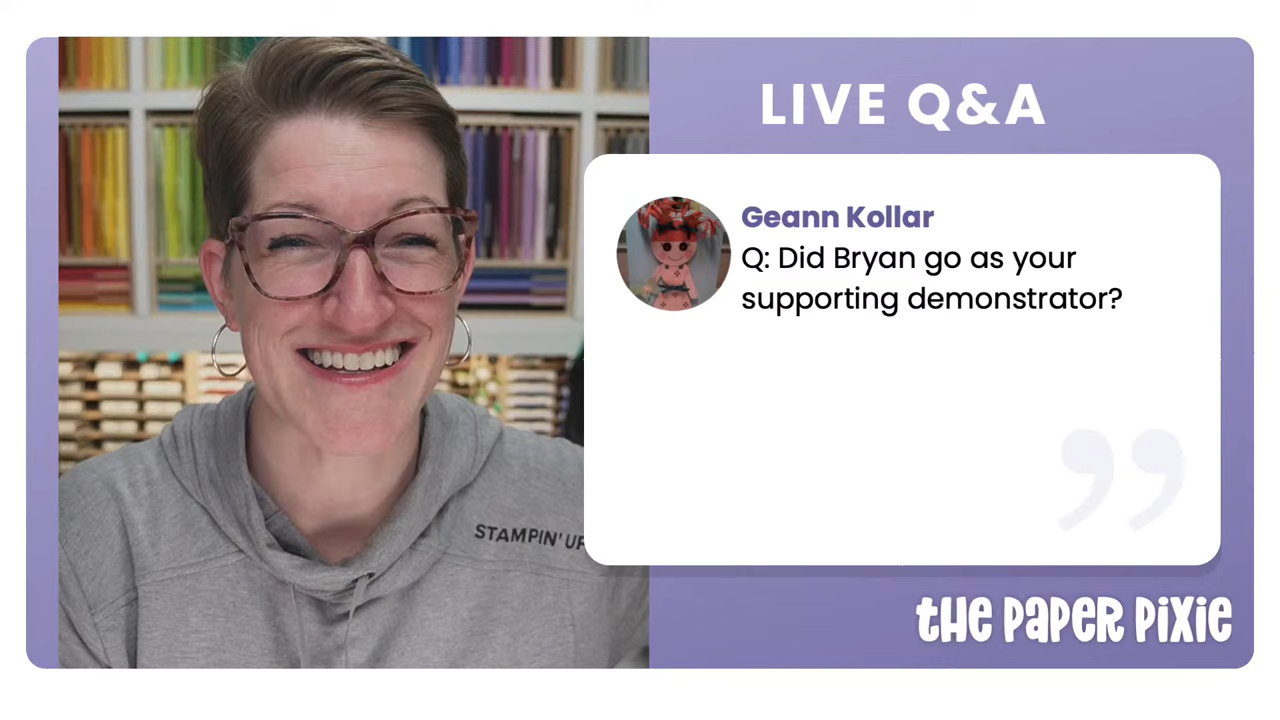 LIVE Q&A
Geann Kollar
Q: Did Bryan go as your
supporting demonstrator?
STAMPIN' UP
the PAPER PIXIE